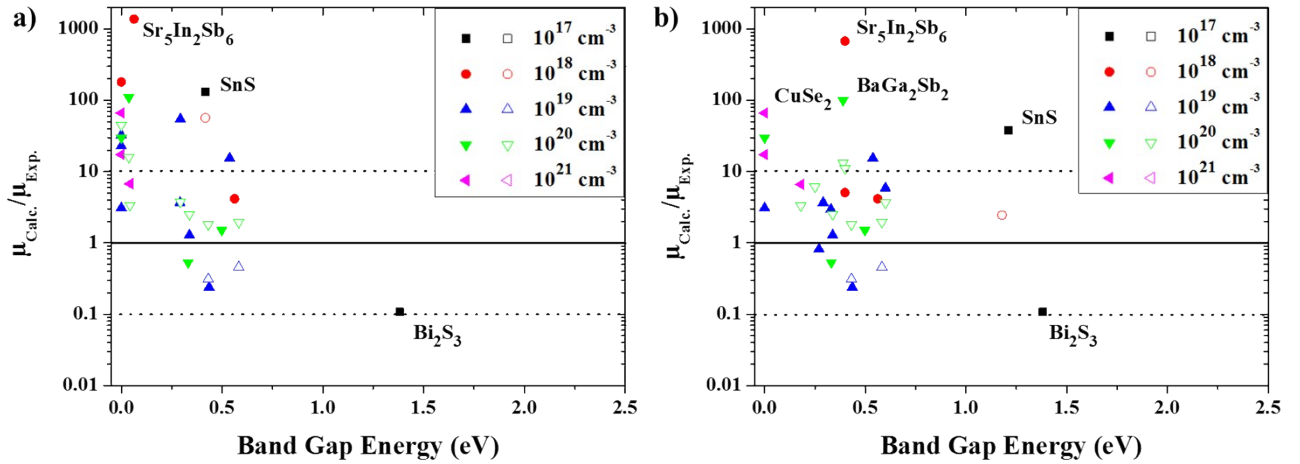 a)
1000
100
10
1
0.1
0.01
μCalc./μExp.
Sr5In2Sb6
SnS
Bi2S3
10^17 cm^-3
10^18 cm^-3
10^19 cm^-3
10^20 cm^-3
10^21 cm^-3
0.0 0.5 1.0 1.5 2.0 2.5
Band Gap Energy (eV)
b)
1000
100
10
1
0.1
0.01
μCalc./μExp.
Sr5In2Sb6
CuSe2
BaGa2Sb2
SnS
Bi2S3
10^17 cm^-3
10^18 cm^-3
10^19 cm^-3
10^20 cm^-3
10^21 cm^-3
0.0 0.5 1.0 1.5 2.0 2.5
Band Gap Energy (eV)